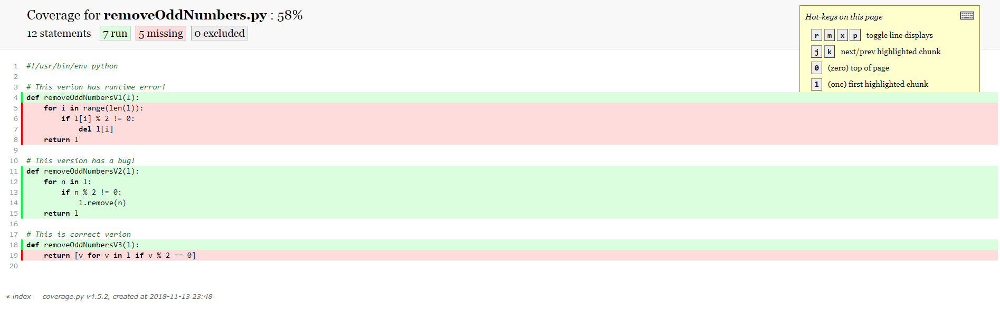 Coverage for removeOddNumbers.py : 58%
12 statements 7 run 5 missing 0 excluded
Hot-keys on this page
r m x p toggle line displays
j k next/prev highlighted chunk
0 (zero) top of page
1 (one) first highlighted chunk
1 #!/usr/bin/env python
2
3 # This verion has runtime error!
4 def removeOddNumbersV1(l):
5     for i in range(len(l)):
6         if l[i] % 2 != 0:
7             del l[i]
8     return l
9
10 # This version has a bug!
11 def removeOddNumbersV2(l):
12     for n in l:
13         if n % 2 != 0:
14             l.remove(n)
15     return l
16
17 # This is correct verion
18 def removeOddNumbersV3(l):
19     return [v for v in l if v % 2 == 0]
20
« index coverage.py v4.5.2, created at 2018-11-13 23:48